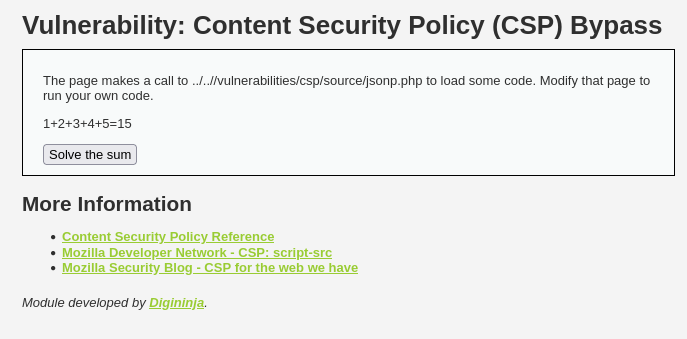 Vulnerability: Content Security Policy (CSP) Bypass
The page makes a call to ../..//vulnerabilities/csp/source/jsonp.php to load some code. Modify that page to
run your own code.
1+2+3+4+5=15
Solve the sum
More Information
• Content Security Policy Reference
• Mozilla Developer Network - CSP: script-src
• Mozilla Security Blog - CSP for the web we have
Module developed by Digininja.